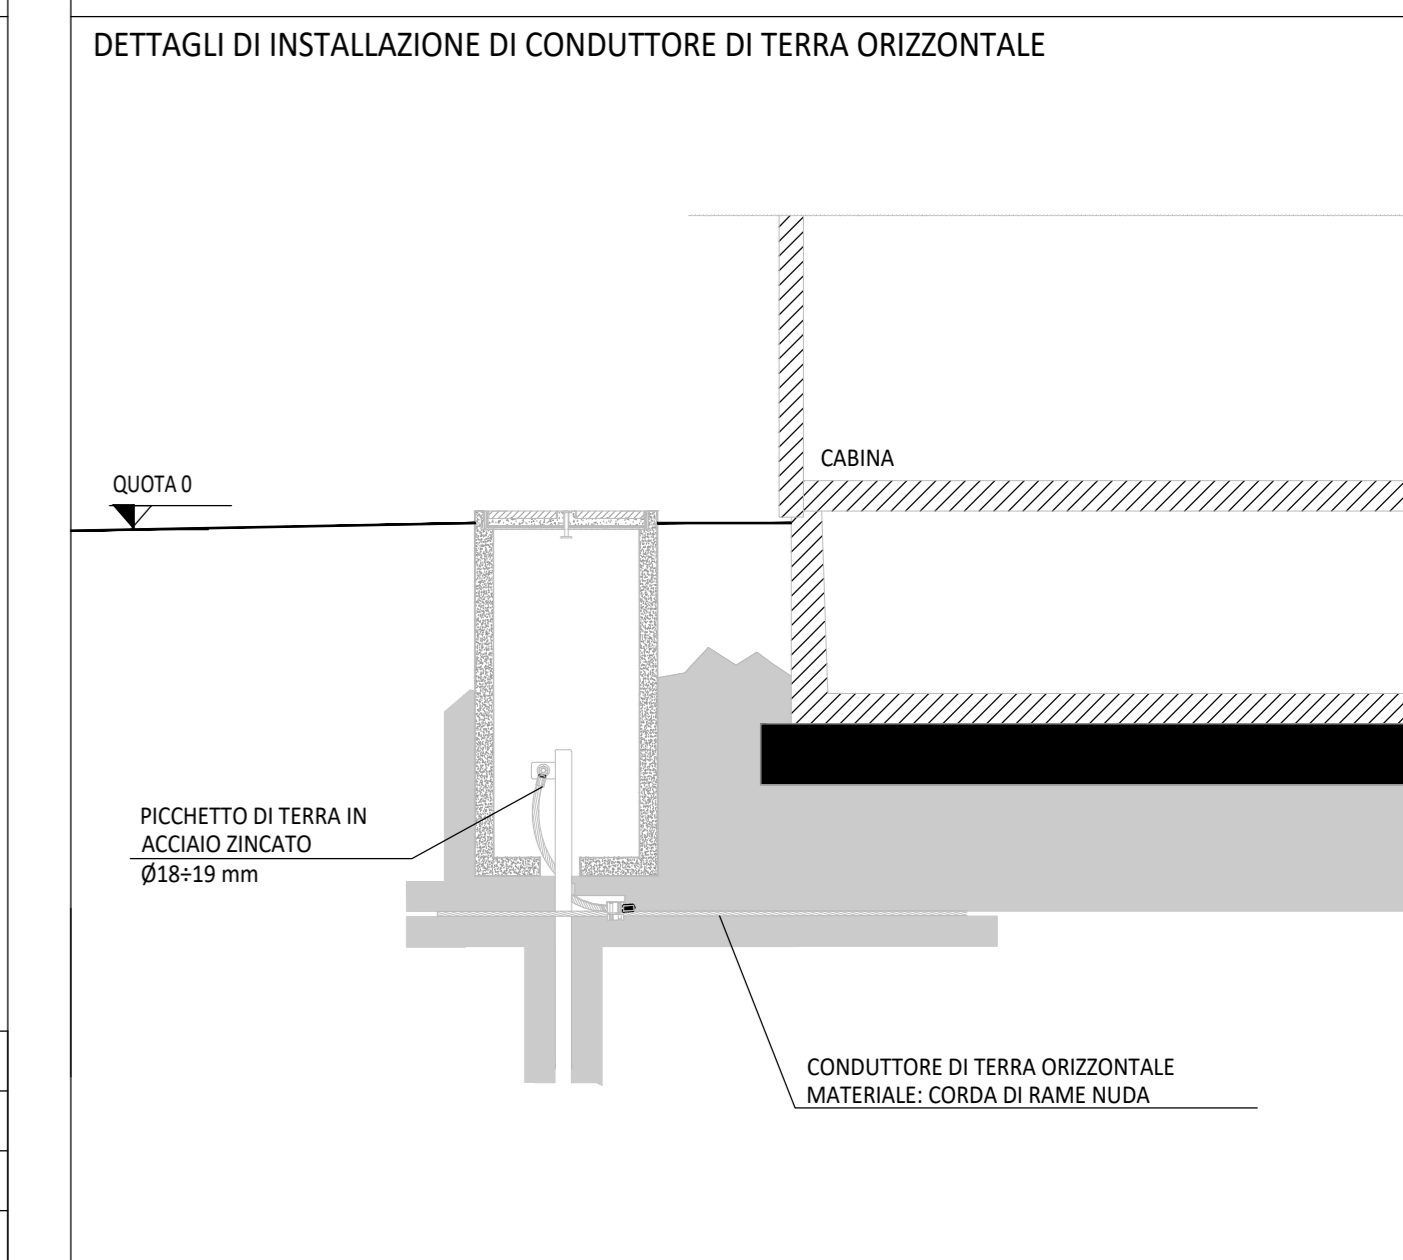 DETTAGLI DI INSTALLAZIONE DI CONDUTTORE DI TERRA ORIZZONTALE
CABINA
QUOTA 0
PICCHETTO DI TERRA IN
ACCIAIO ZINCATO
Ø18÷19 mm
CONDUTTORE DI TERRA ORIZZONTALE
MATERIALE: CORDA DI RAME NUDA